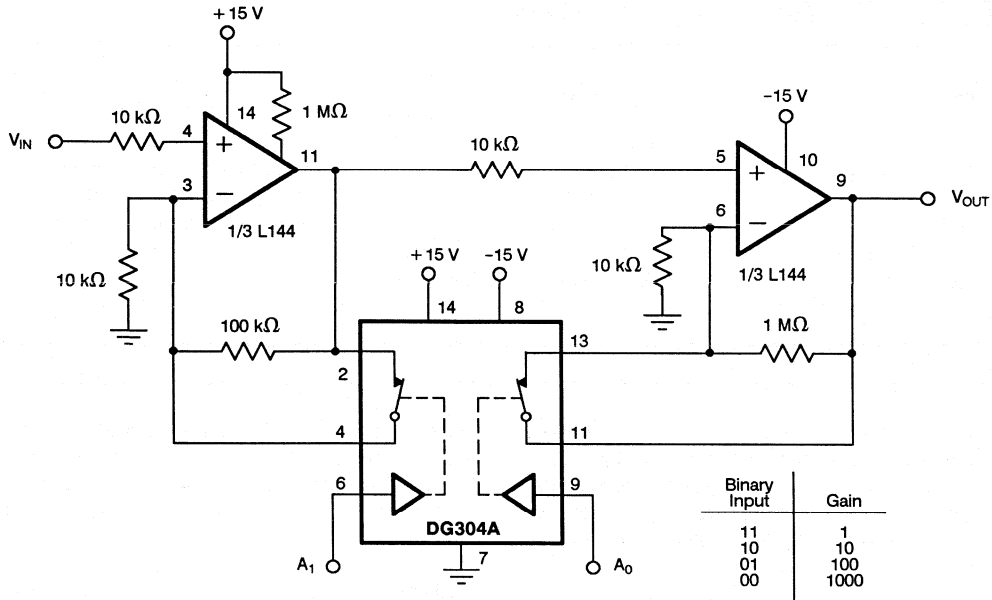 +15 V
14
1 MΩ
10 kΩ
VIN
4
+
−
3
11
1/3 L144
10 kΩ
10 kΩ
−15 V
10
5
+
9
VOUT
6
−
1/3 L144
10 kΩ
+15 V
−15 V
14
8
100 kΩ
2
13
1 MΩ
4
11
6
9
DG304A
7
A1
A0
Binary Input Gain
11 1
10 10
01 100
00 1000